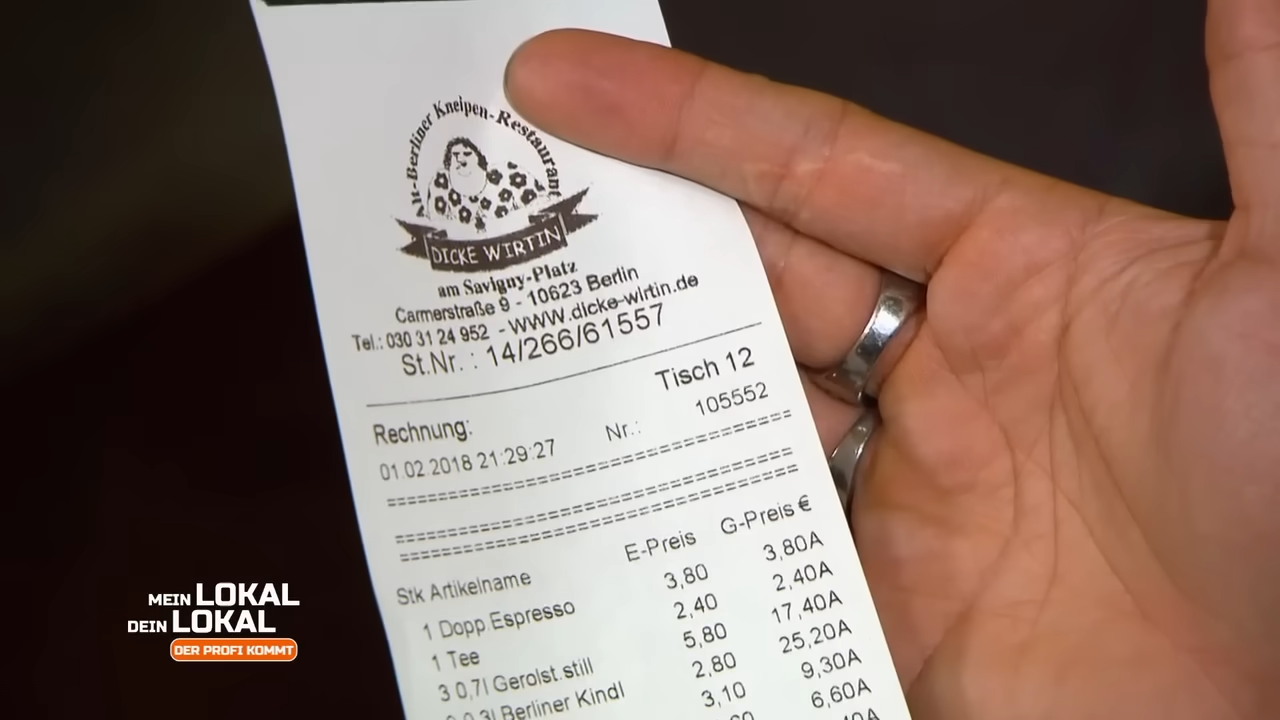 Alt-Berliner Kneipen-Restaurant
DICKE WIRTIN
am Savigny-Platz
Carmerstraße 9 - 10623 Berlin
Tel.: 030 31 24 952 - www.dicke-wirtin.de
St.Nr. : 14/266/61557
Tisch 12
Rechnung: Nr.: 105552
01.02.2018 21:29:27
Stk Artikelname E-Preis G-Preis €
1 Dopp.Espresso 3,80 3,80A
1 Tee 2,40 2,40A
3 0,7l Gerolst.still 5,80 17,40A
0,3l Berliner Kindl 2,80 25,20A
3,10 9,30A
6,60A
MEIN LOKAL
DEIN LOKAL
DER PROFI KOMMT